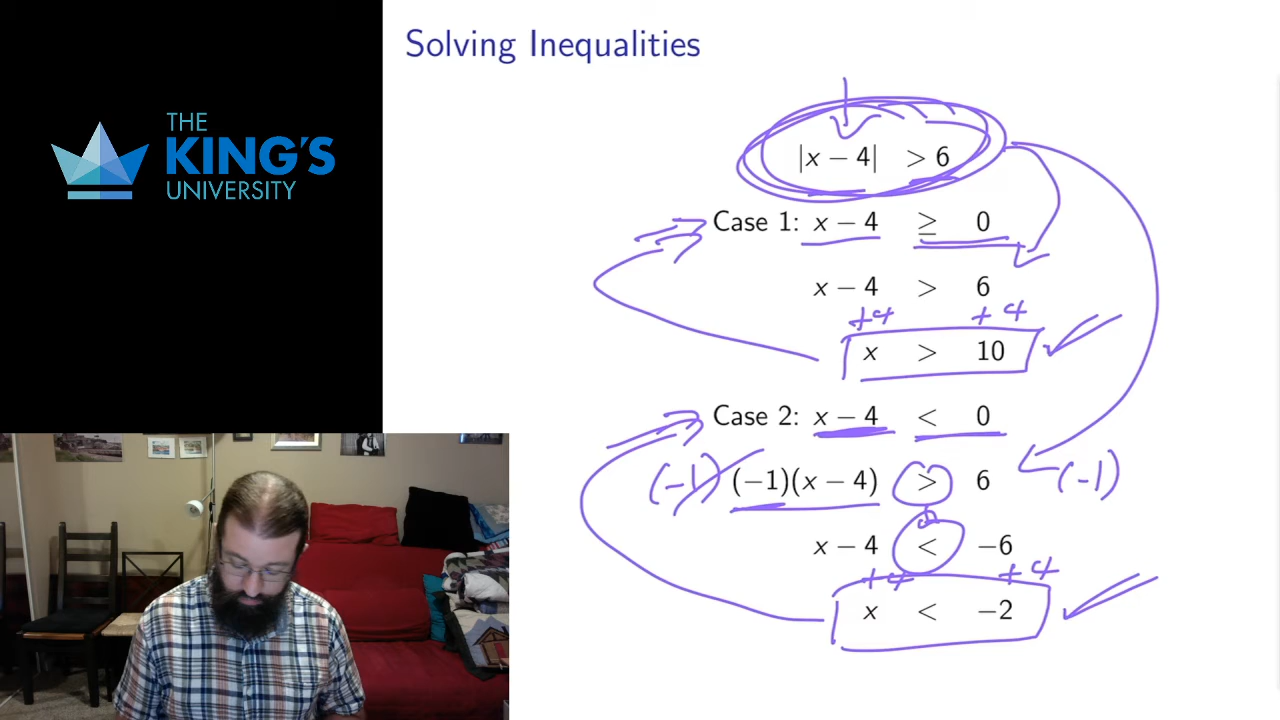 Solving Inequalities
THE
KING'S
UNIVERSITY
|x − 4| > 6
Case 1: x − 4 ≥ 0
x − 4 > 6
+4 +4
x > 10
Case 2: x − 4 < 0
(-1) (−1)(x − 4) > 6 (-1)
x − 4 < −6
+4 +4
x < −2